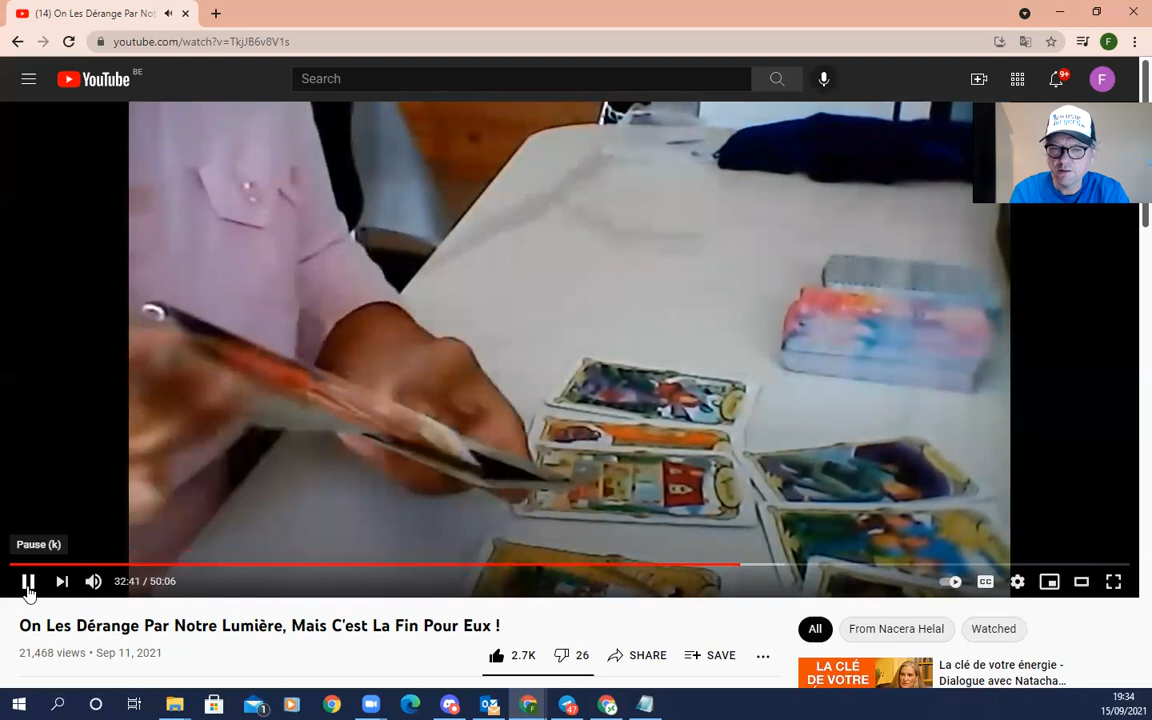 (14) On Les Dérange Par Not
youtube.com/watch?v=TkjJB6v8V1s
YouTube BE
Search
9+
F
Pause (k)
32:41 / 50:06
CC
On Les Dérange Par Notre Lumière, Mais C'est La Fin Pour Eux !
21,468 views • Sep 11, 2021
2.7K
26
SHARE
SAVE
All
From Nacera Helal
Watched
LA CLÉ
DE VOTRE
La clé de votre énergie -
Dialogue avec Natacha...
19:34
15/09/2021